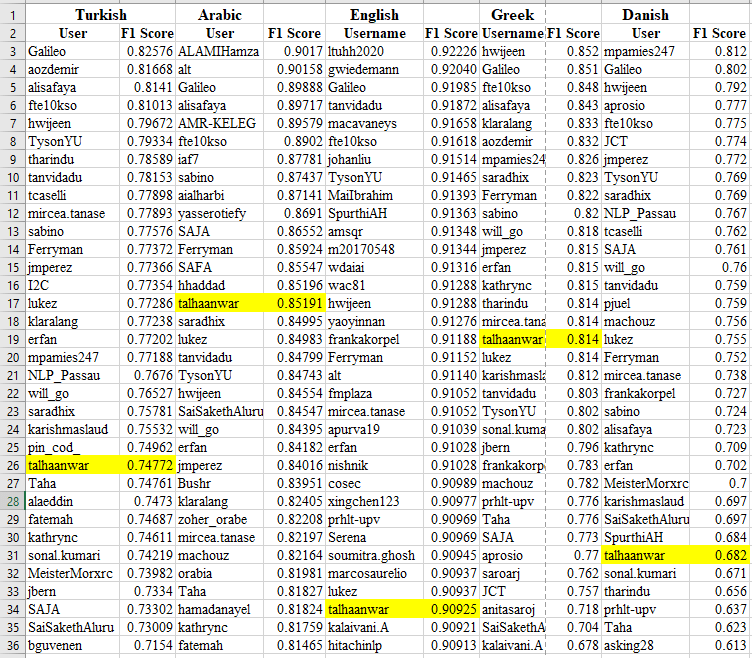 1 Turkish Arabic English Greek Danish
2 User F1 Score User F1 Score Username F1 Score Username F1 Score User F1 Score
3 Galileo 0.82576 ALAMIHamza 0.9017 ltuhh2020 0.92226 hwijeen 0.852 mpamies247 0.812
4 aozdemir 0.81668 alt 0.90158 gwiedemann 0.92040 Galileo 0.851 Galileo 0.802
5 alisafaya 0.8141 Galileo 0.89888 Galileo 0.91985 fte10kso 0.848 hwijeen 0.792
6 fte10kso 0.81013 alisafaya 0.89717 tanvidadu 0.91872 alisafaya 0.843 aprosio 0.777
7 hwijeen 0.79672 AMR-KELEG 0.89579 macavaneys 0.91658 klaralang 0.833 fte10kso 0.775
8 TysonYU 0.79334 fte10kso 0.8902 fte10kso 0.91618 aozdemir 0.832 JCT 0.774
9 tharindu 0.78589 iaf7 0.87781 johanliu 0.91514 mpamies24 0.826 jmperez 0.772
10 tanvidadu 0.78153 sabino 0.87437 TysonYU 0.91465 saradhix 0.823 TysonYU 0.769
11 tcaselli 0.77898 aialharbi 0.87141 MaiIbrahim 0.91393 Ferryman 0.822 saradhix 0.769
12 mircea.tanase 0.77893 yasserotiefy 0.8691 SpurthiAH 0.91363 sabino 0.82 NLP_Passau 0.767
13 sabino 0.77576 SAJA 0.86552 amsqr 0.91348 will_go 0.818 tcaselli 0.762
14 Ferryman 0.77372 Ferryman 0.85924 m20170548 0.91344 jmperez 0.815 SAJA 0.761
15 jmperez 0.77366 SAFA 0.85547 wdaiai 0.91316 erfan 0.815 will_go 0.76
16 I2C 0.77354 hhaddad 0.85196 wac81 0.91288 kathrync 0.815 tanvidadu 0.759
17 lukez 0.77286 talhaanwar 0.85191 hwijeen 0.91288 tharindu 0.814 pjuel 0.759
18 klaralang 0.77238 saradhix 0.84995 yaoyinnan 0.91276 mircea.tana 0.814 machouz 0.756
19 erfan 0.77202 lukez 0.84983 frankakorpel 0.91188 talhaanwar 0.814 lukez 0.755
20 mpamies247 0.77188 tanvidadu 0.84799 Ferryman 0.91152 lukez 0.814 Ferryman 0.752
21 NLP_Passau 0.7676 TysonYU 0.84743 alt 0.91140 karishmasla 0.812 mircea.tanase 0.738
22 will_go 0.76527 hwijeen 0.84554 fmplaza 0.91052 tanvidadu 0.803 frankakorpel 0.727
23 saradhix 0.75781 SaiSakethAluru 0.84547 mircea.tanase 0.91052 TysonYU 0.802 sabino 0.724
24 karishmaslaud 0.75532 will_go 0.84395 apurva19 0.91039 sonal.kuma 0.802 alisafaya 0.723
25 pin_cod_ 0.74962 erfan 0.84182 erfan 0.91028 jbern 0.796 kathrync 0.709
26 talhaanwar 0.74772 jmperez 0.84016 nishnik 0.91028 frankakorp 0.783 erfan 0.702
27 Taha 0.74761 Bushr 0.83951 cosec 0.90989 machouz 0.782 MeisterMorxrc 0.7
28 alaeddin 0.7473 klaralang 0.82405 xingchen123 0.90977 prhlt-upv 0.776 karishmaslaud 0.697
29 fatemah 0.74687 zoher_orabe 0.82208 prhlt-upv 0.90969 Taha 0.776 SaiSakethAluru 0.697
30 kathrync 0.74611 mircea.tanase 0.82197 Serena 0.90969 SAJA 0.773 SpurthiAH 0.684
31 sonal.kumari 0.74219 machouz 0.82164 soumitra.ghosh 0.90945 aprosio 0.77 talhaanwar 0.682
32 MeisterMorxrc 0.73982 orabia 0.81981 marcosaurelio 0.90937 saroarj 0.762 sonal.kumari 0.671
33 jbern 0.7334 Taha 0.81827 lukez 0.90937 JCT 0.757 tharindu 0.656
34 SAJA 0.73302 hamadanayel 0.81824 talhaanwar 0.90925 anitasaroj 0.718 prhlt-upv 0.637
35 SaiSakethAluru 0.73009 kathrync 0.81759 kalaivani.A 0.90921 SaiSakethA 0.704 Taha 0.623
36 bguvenen 0.7154 fatemah 0.81465 hitachinlp 0.90913 kalaivani.A 0.678 asking28 0.613